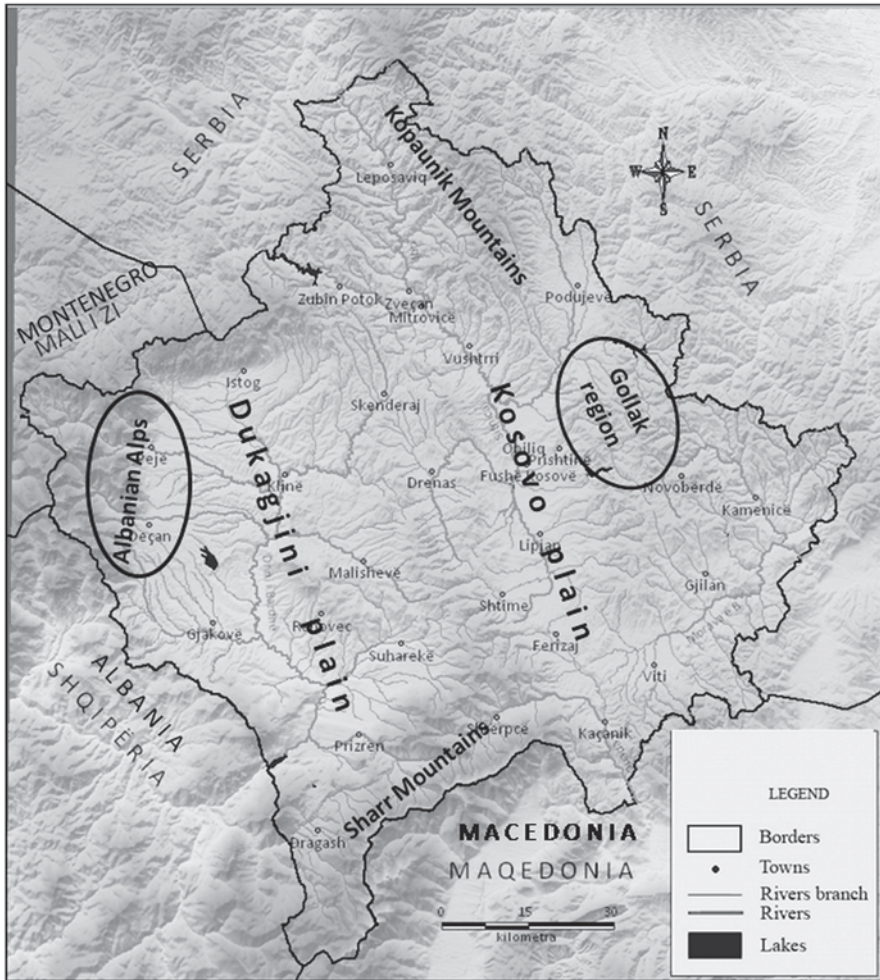 SERBIA
Kopaunik Mountains
Leposaviq
N
W E
S
SERBIA
MONTENEGRO
MALI I ZI
Zubin Potok
Zveçan
Mitrovicë
Podujevë
Vushtrri
Istog
Skenderaj
Gollak
region
Dukagjini plain
Kosovo plain
Albanian Alps
Pejë
Obiliq
Prishtinë
Klinë
Drenas
Fushë Kosovë
Novobërdë
Kamenicë
Deçan
Lipjan
Malishevë
Gjilan
Shtime
Gjakovë
Suharekë
Ferizaj
Viti
ALBANIA
SHQIPËRIA
Prizren
Kaçanik
Sharr Mountains
Dragash
MACEDONIA
MAQEDONIA
0 15 30
kilometra
LEGEND
Borders
Towns
Rivers branch
Rivers
Lakes